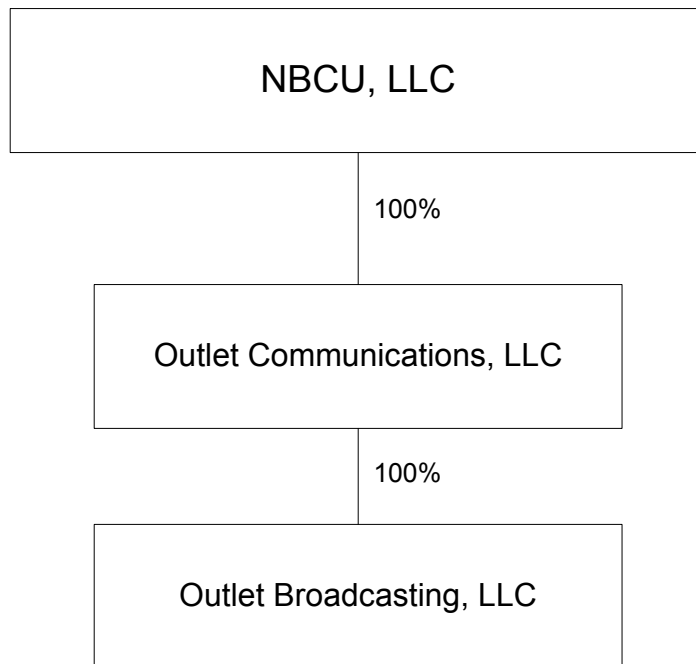 NBCU, LLC
100%
Outlet Communications, LLC
100%
Outlet Broadcasting, LLC